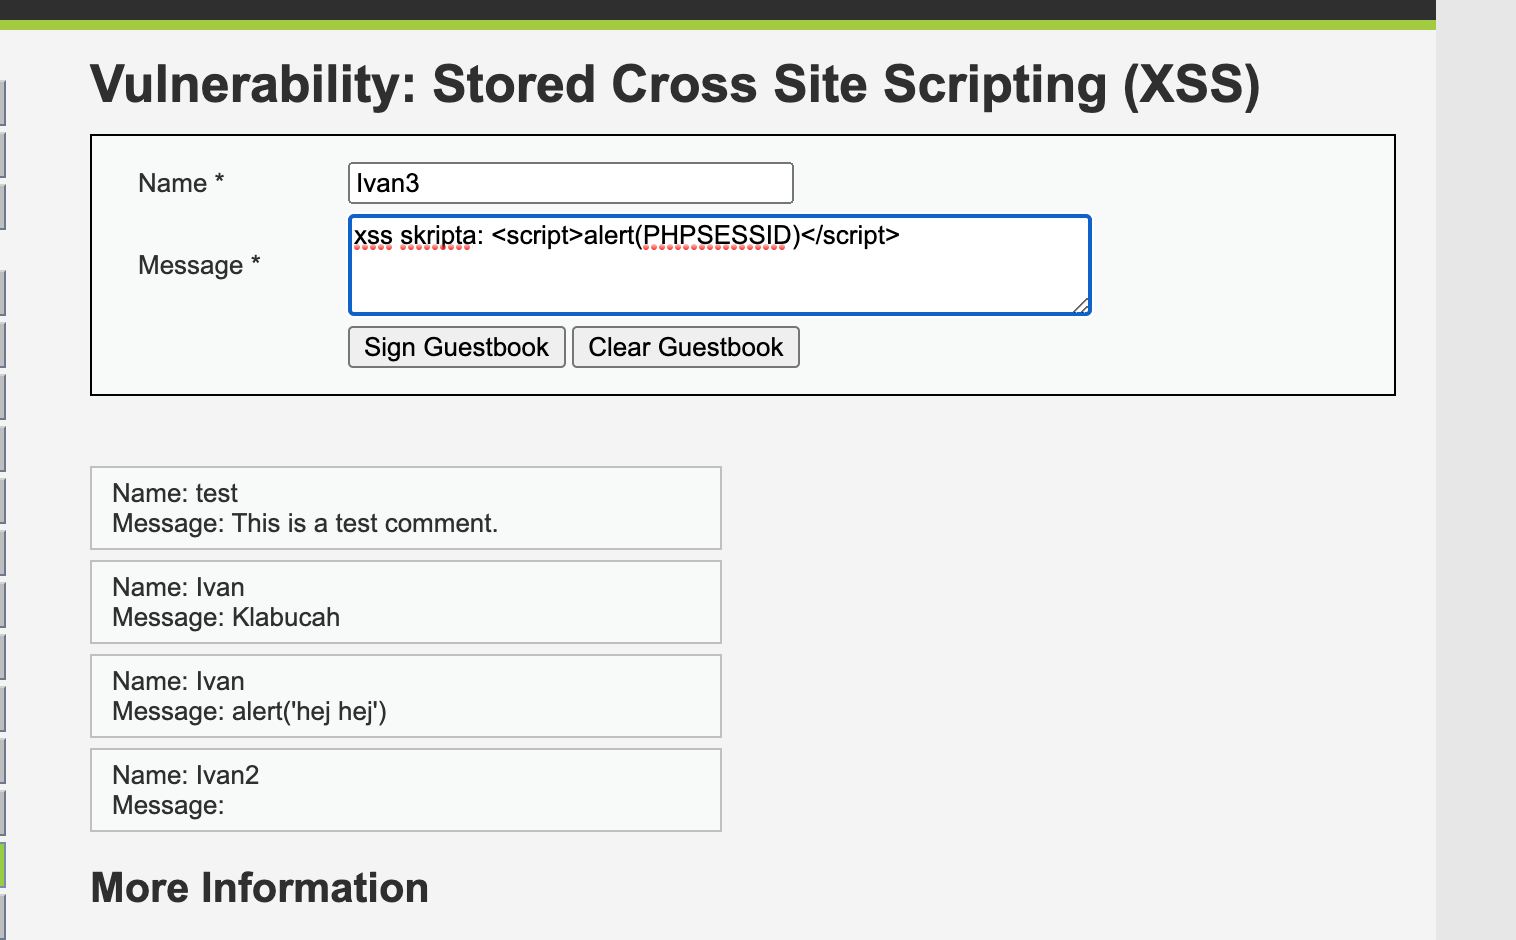 Vulnerability: Stored Cross Site Scripting (XSS)
Name *
Ivan3
Message *
xss skripta: <script>alert(PHPSESSID)</script>
Sign Guestbook
Clear Guestbook
Name: test
Message: This is a test comment.
Name: Ivan
Message: Klabucah
Name: Ivan
Message: alert('hej hej')
Name: Ivan2
Message:
More Information